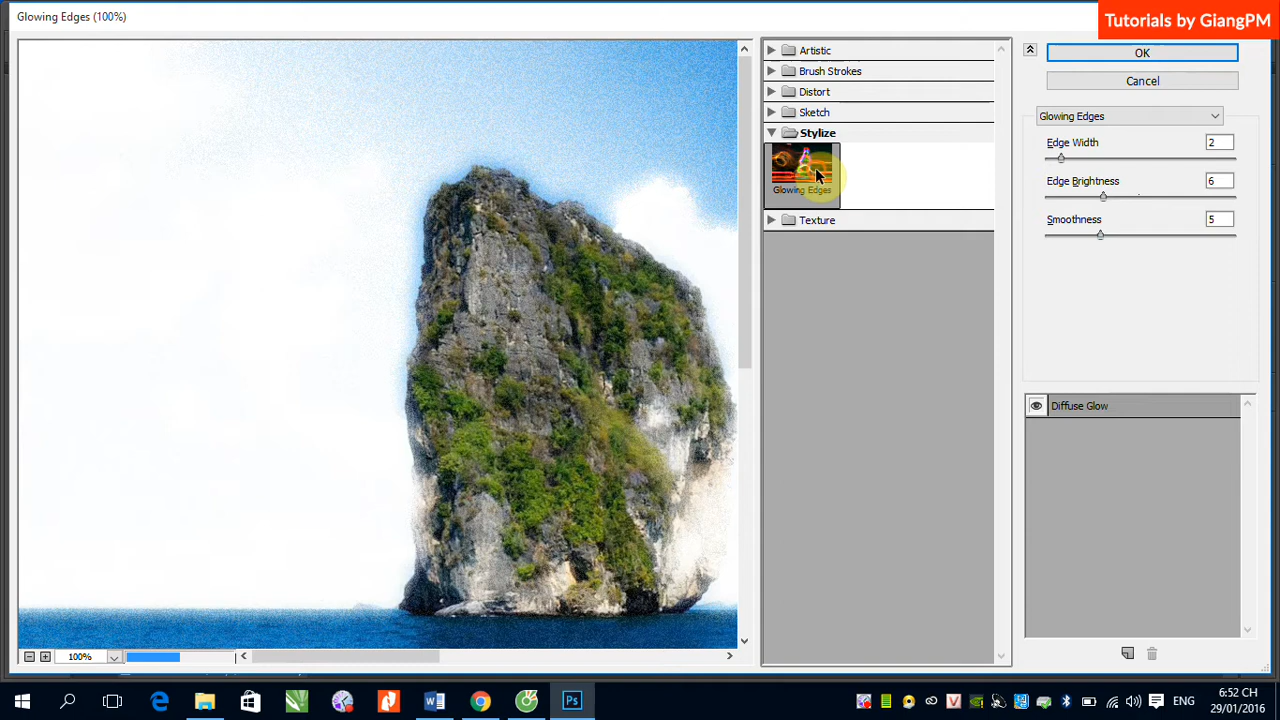 Glowing Edges (100%)
Tutorials by GiangPM
Artistic
Brush Strokes
Distort
Sketch
Stylize
Glowing Edges
Texture
OK
Cancel
Glowing Edges
Edge Width 2
Edge Brightness 6
Smoothness 5
Diffuse Glow
100%
ENG
6:52 CH
29/01/2016